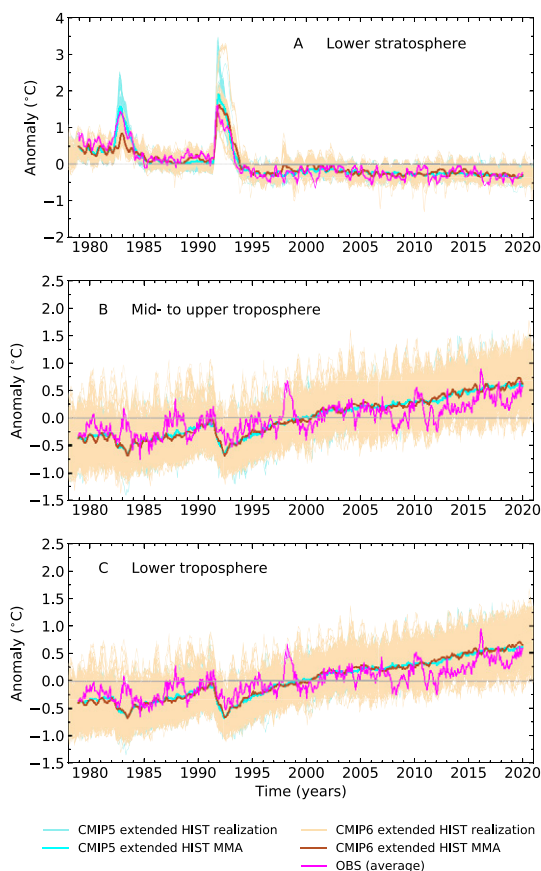 A Lower stratosphere
Anomaly (°C)
4
3
2
1
0
−1
−2
1980 1985 1990 1995 2000 2005 2010 2015 2020
B Mid- to upper troposphere
Anomaly (°C)
2.5
2.0
1.5
1.0
0.5
0.0
−0.5
−1.0
−1.5
1980 1985 1990 1995 2000 2005 2010 2015 2020
C Lower troposphere
Anomaly (°C)
2.5
2.0
1.5
1.0
0.5
0.0
−0.5
−1.0
−1.5
1980 1985 1990 1995 2000 2005 2010 2015 2020
Time (years)
CMIP5 extended HIST realization
CMIP5 extended HIST MMA
CMIP6 extended HIST realization
CMIP6 extended HIST MMA
OBS (average)